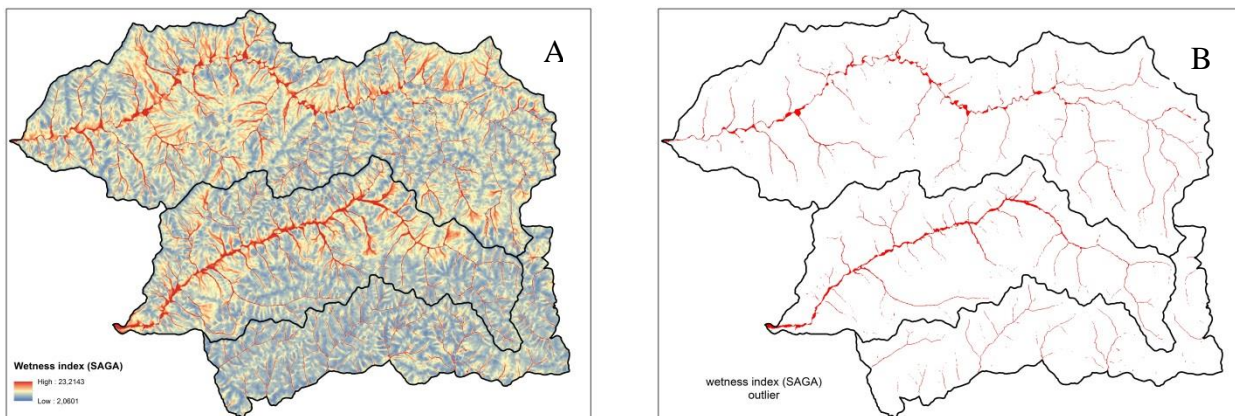 A
Wetness index (SAGA)
High : 23,2143
Low : 2,0601
B
wetness index (SAGA)
outlier